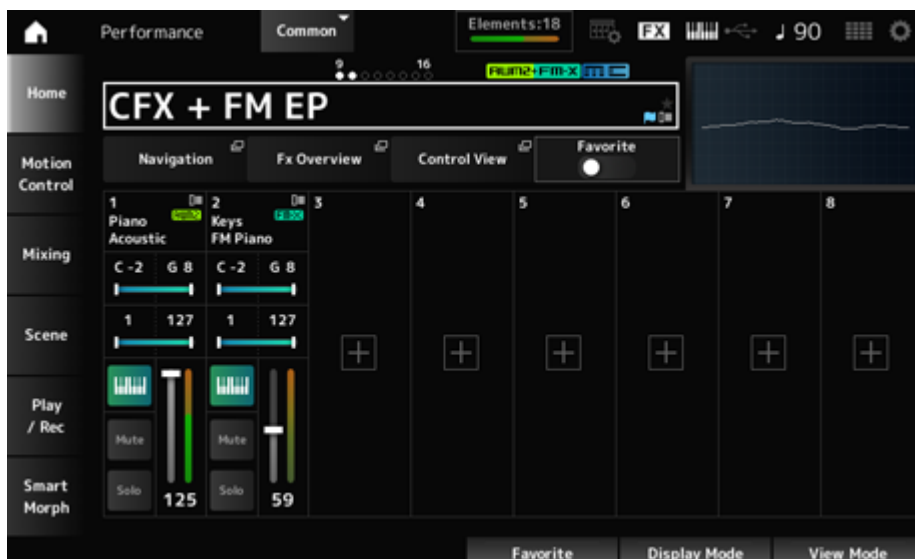 Performance
Common
Elements:18
FX
90
9
16
AWM2+FM-X
MC
Home
CFX + FM EP
Navigation
Fx Overview
Control View
Favorite
Motion
Control
Mixing
Scene
Play
/ Rec
Smart
Morph
1
Piano
Acoustic
C -2
G 8
1
127
Mute
Solo
125
2
FM-X
Keys
FM Piano
C -2
G 8
1
127
Mute
Solo
59
3
4
5
6
7
8
Favorite
Display Mode
View Mode